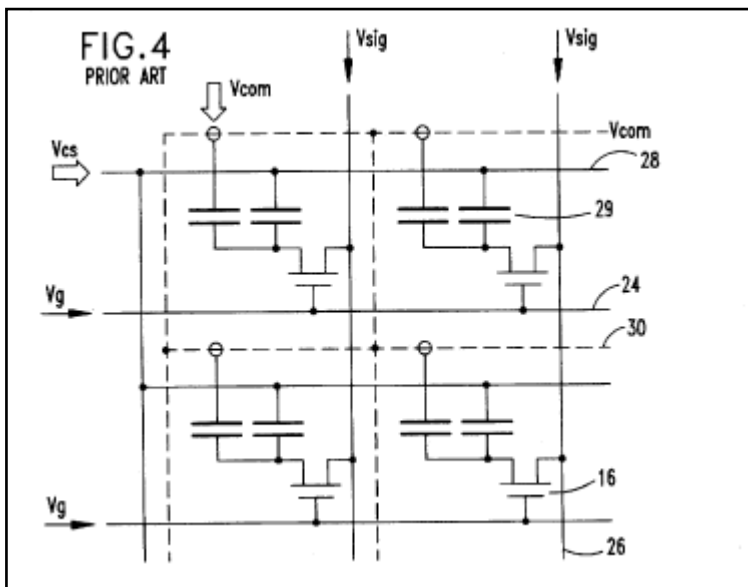 FIG.4
PRIOR ART
Vsig
Vsig
Vcom
Vcom
Vcs
28
29
Vg
24
30
Vg
16
26